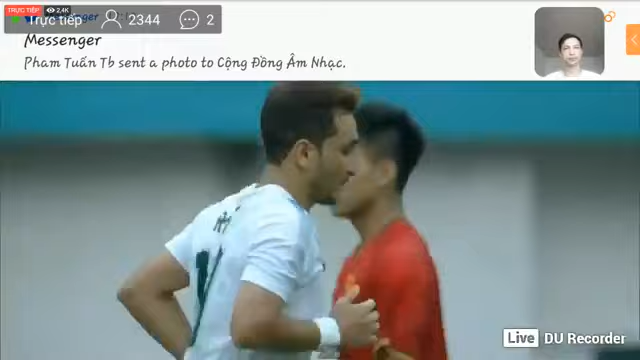 TRỰC TIẾP 2,4K
Trực tiếp 2344 2
Messenger
Pham Tuấn Tb sent a photo to Cộng Đồng Âm Nhạc.
Live DU Recorder